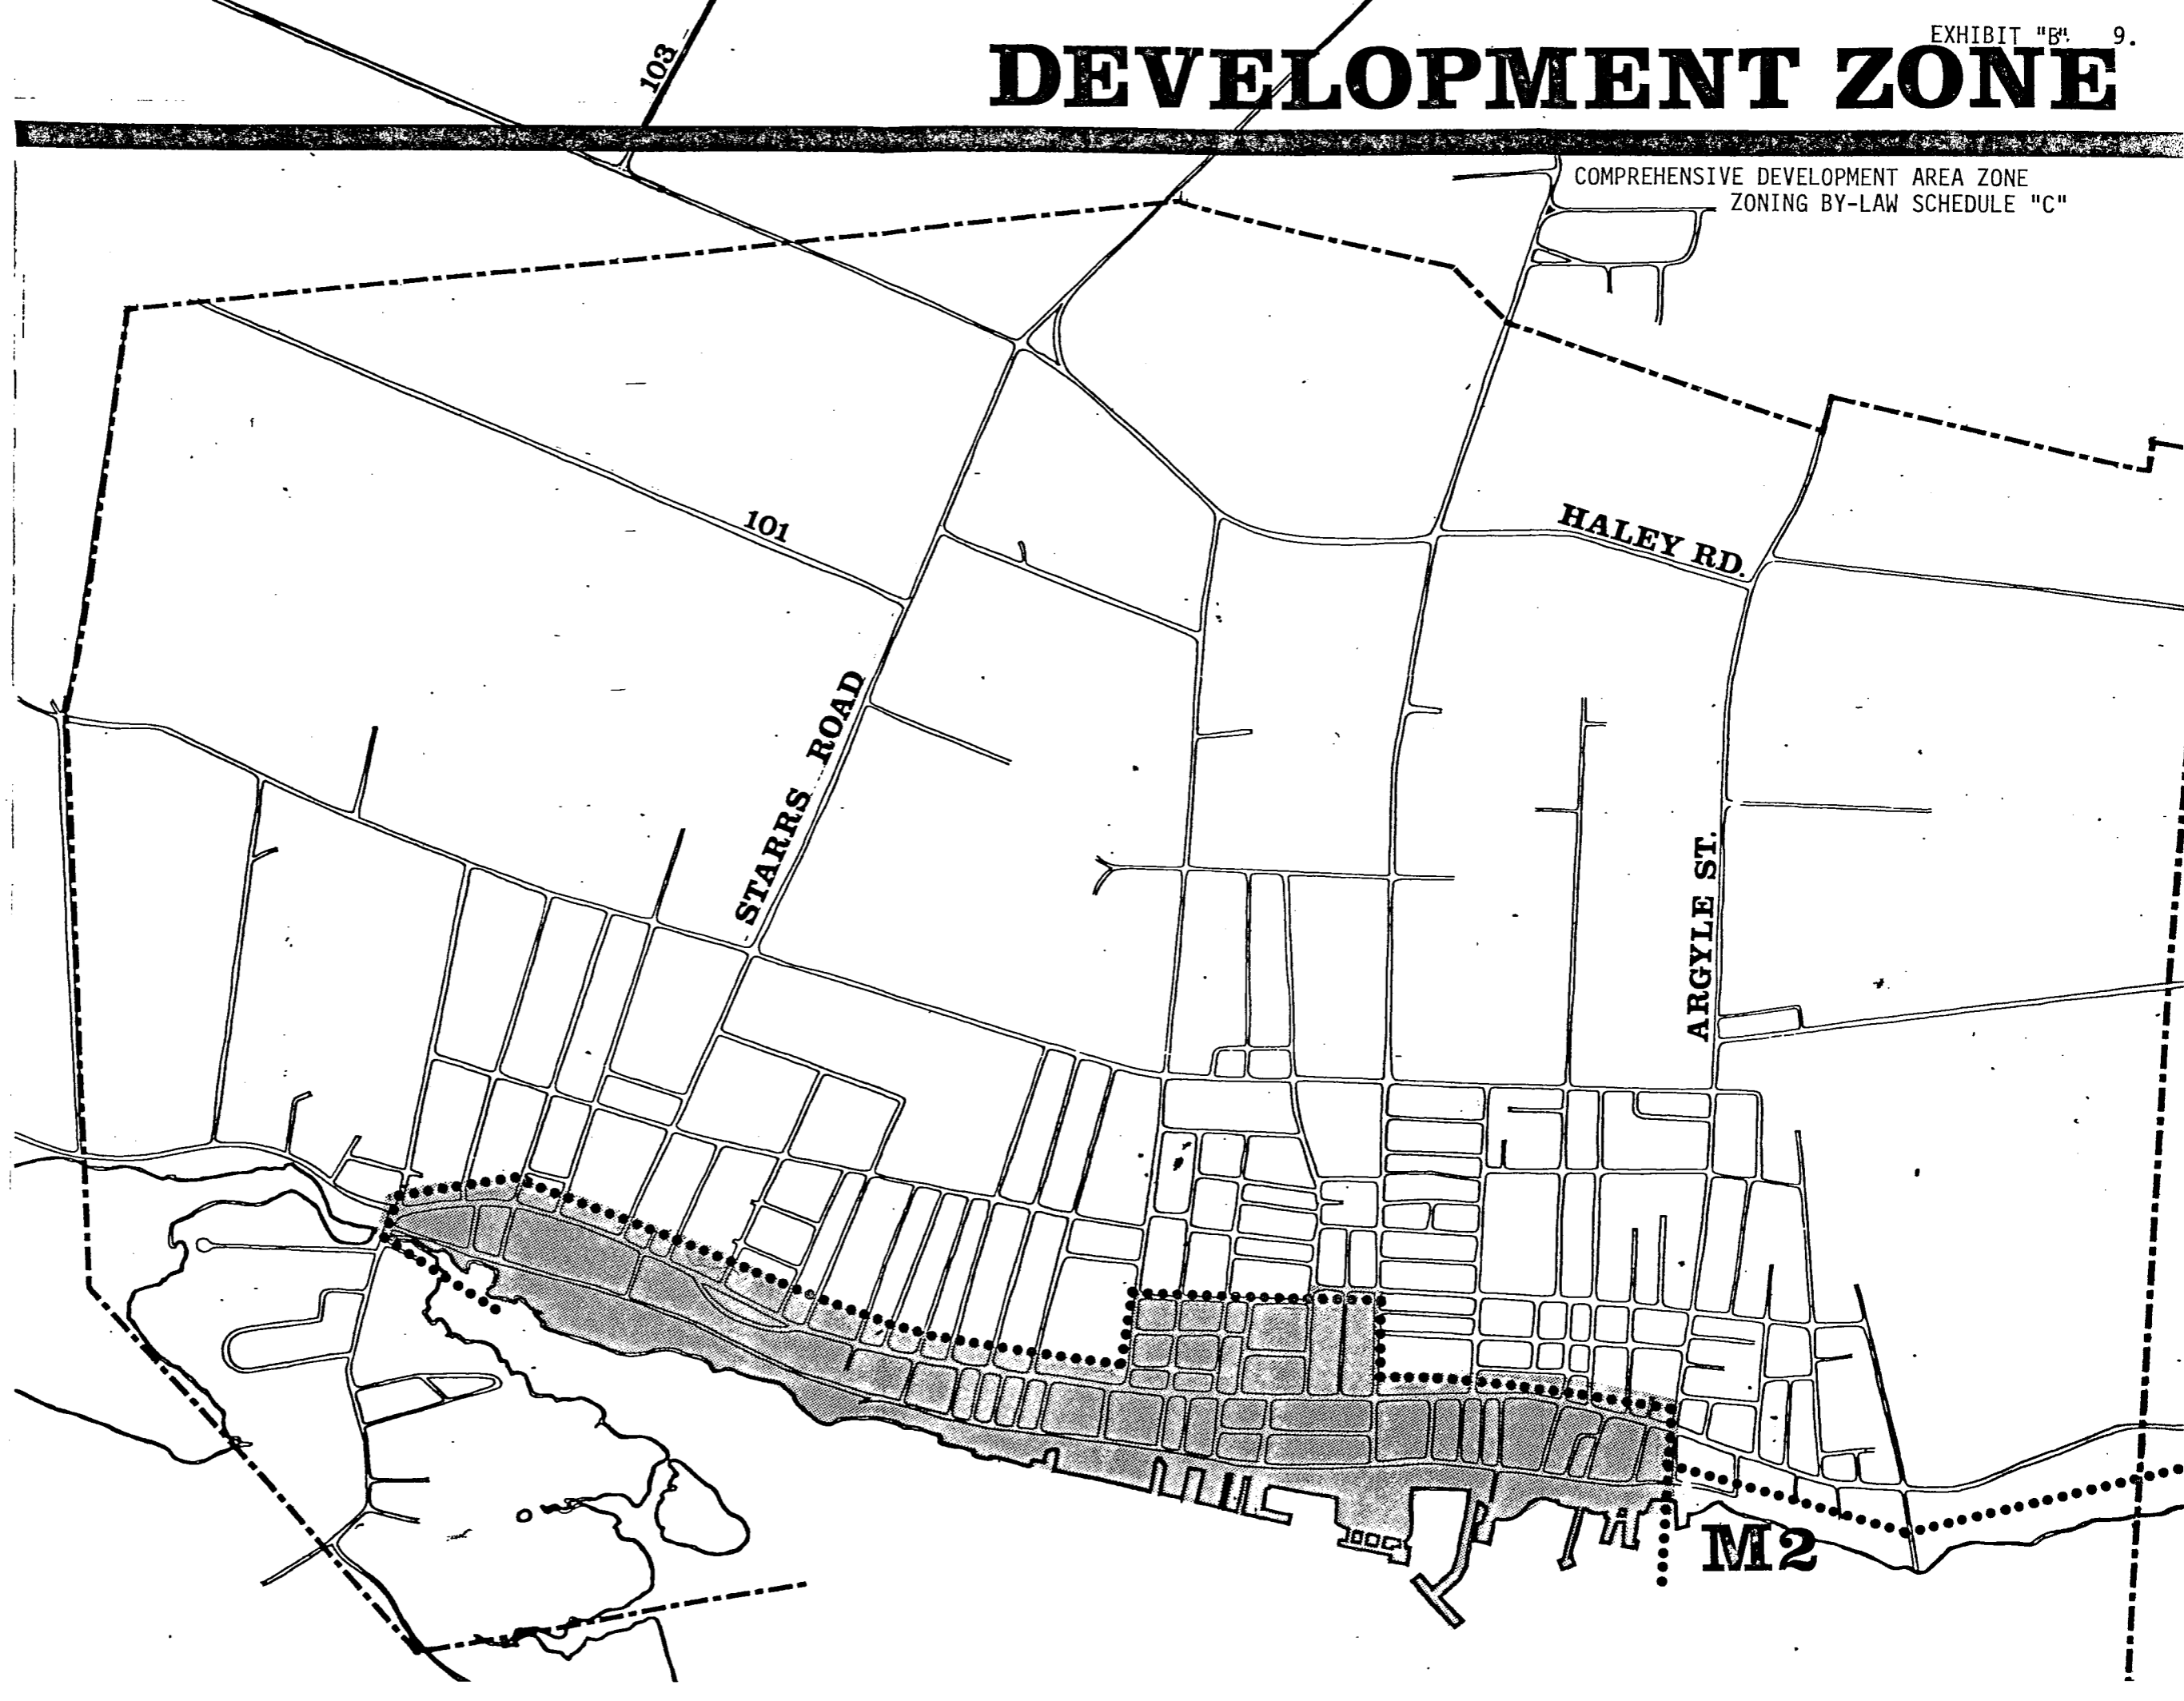 EXHIBIT "B". 9.
DEVELOPMENT ZONE
COMPREHENSIVE DEVELOPMENT AREA ZONE
ZONING BY-LAW SCHEDULE "C"
103
101
HALEY RD.
STARRS ROAD
ARGYLE ST.
M2